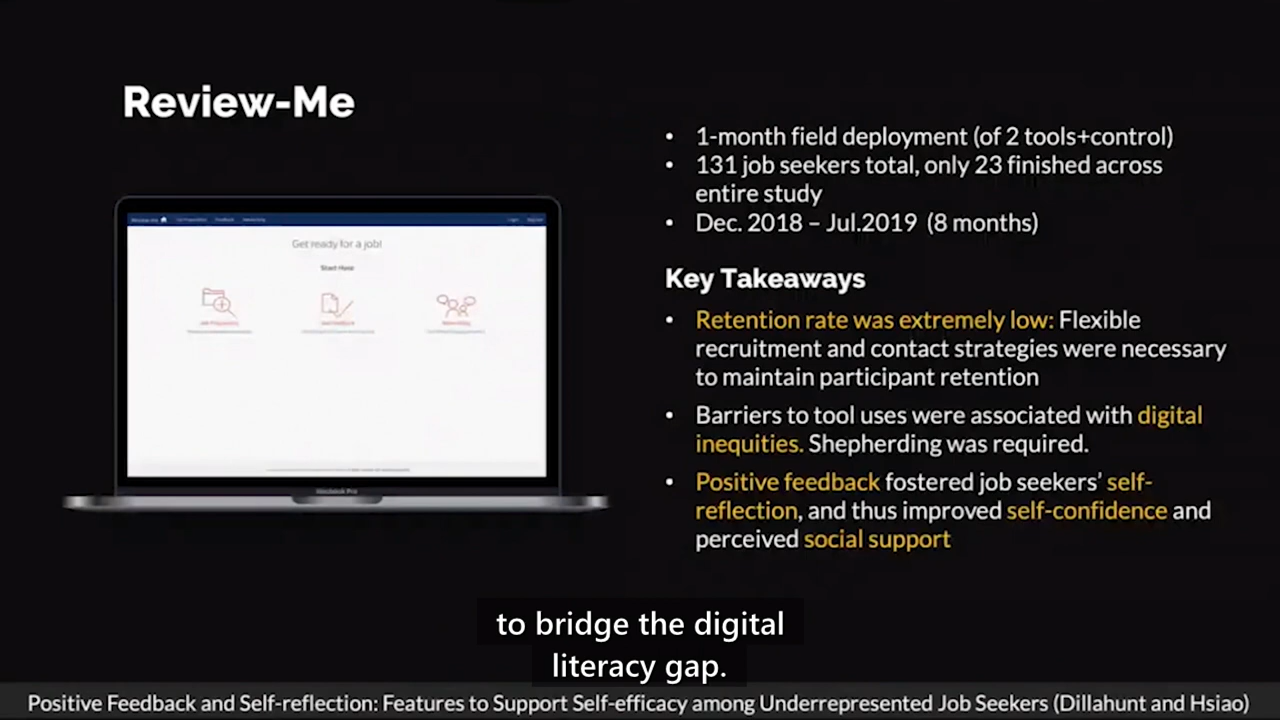 Review-Me
Get ready for a job!
Start Here
• 1-month field deployment (of 2 tools+control)
• 131 job seekers total, only 23 finished across
entire study
• Dec. 2018 – Jul.2019 (8 months)
Key Takeaways
• Retention rate was extremely low: Flexible
recruitment and contact strategies were necessary
to maintain participant retention
• Barriers to tool uses were associated with digital
inequities. Shepherding was required.
• Positive feedback fostered job seekers’ self-
reflection, and thus improved self-confidence and
perceived social support
to bridge the digital
literacy gap.
Positive Feedback and Self-reflection: Features to Support Self-efficacy among Underrepresented Job Seekers (Dillahunt and Hsiao)